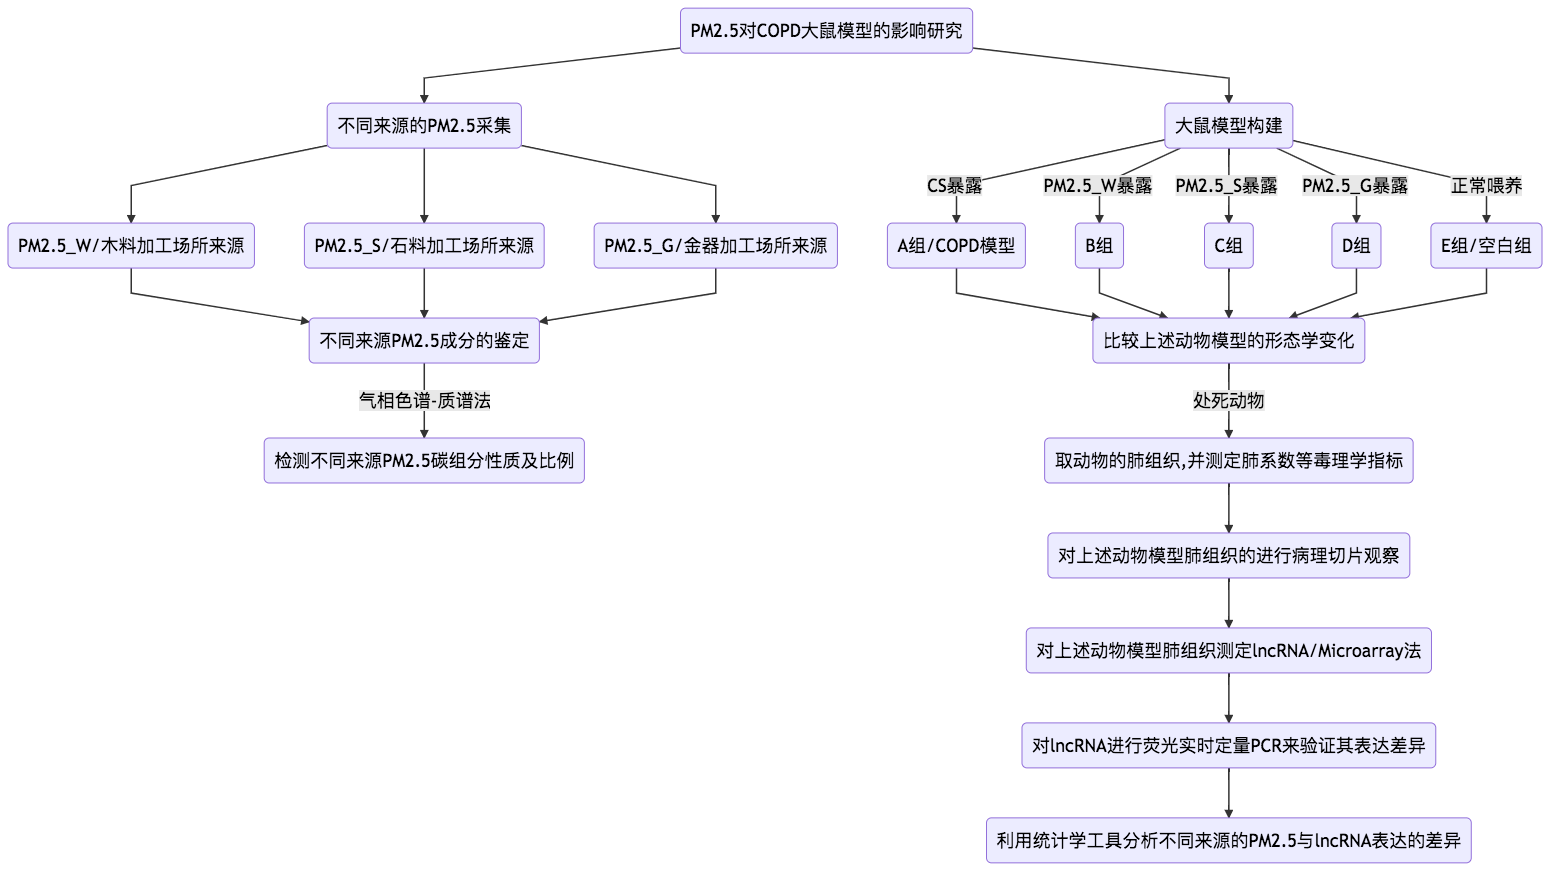 PM2.5对COPD大鼠模型的影响研究
不同来源的PM2.5采集
大鼠模型构建
CS暴露
PM2.5_W暴露
PM2.5_S暴露
PM2.5_G暴露
正常喂养
PM2.5_W/木料加工场所来源
PM2.5_S/石料加工场所来源
PM2.5_G/金器加工场所来源
A组/COPD模型
B组
C组
D组
E组/空白组
不同来源PM2.5成分的鉴定
比较上述动物模型的形态学变化
气相色谱-质谱法
处死动物
检测不同来源PM2.5碳组分性质及比例
取动物的肺组织,并测定肺系数等毒理学指标
对上述动物模型肺组织的进行病理切片观察
对上述动物模型肺组织测定lncRNA/Microarray法
对lncRNA进行荧光实时定量PCR来验证其表达差异
利用统计学工具分析不同来源的PM2.5与lncRNA表达的差异